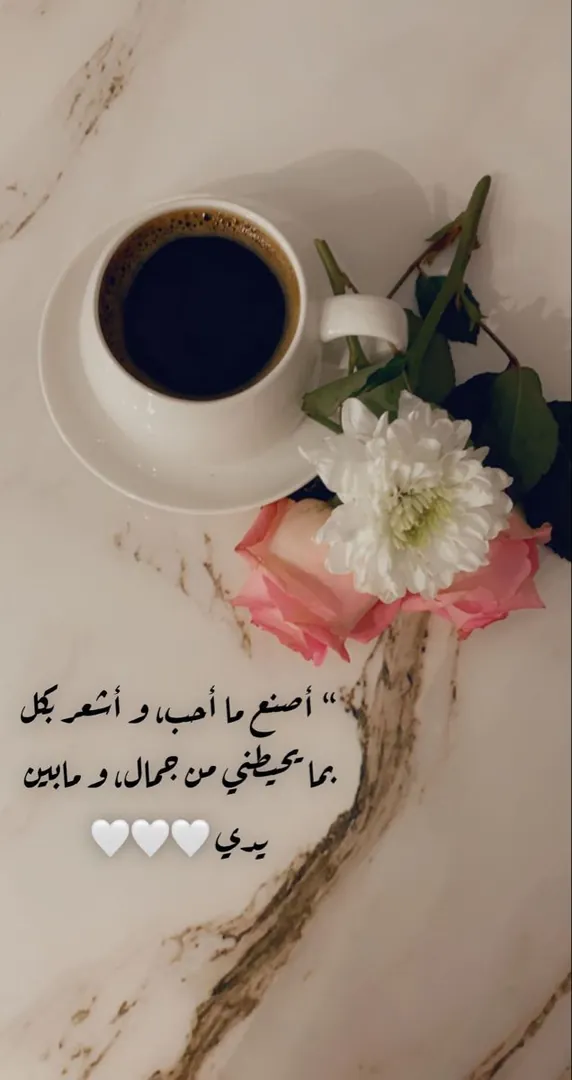 “ أصنع ما أحب، و أشعر بكل
بما يحيطني من جمال، و مابين
يدي 🤍🤍🤍